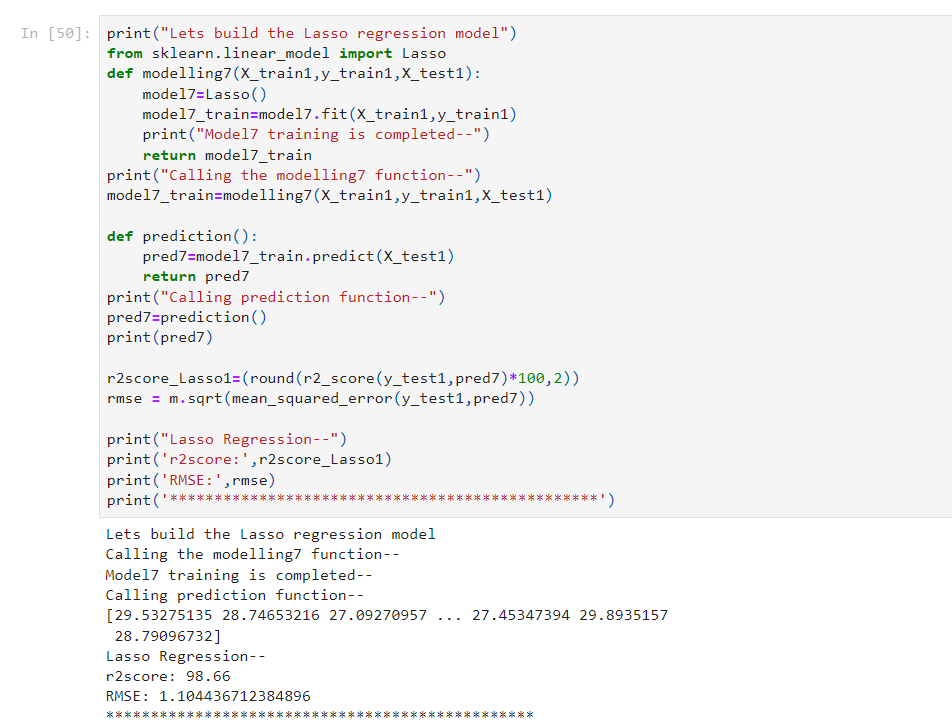 In [50]: print("Lets build the Lasso regression model")
from sklearn.linear_model import Lasso
def modelling7(X_train1,y_train1,X_test1):
    model7=Lasso()
    model7_train=model7.fit(X_train1,y_train1)
    print("Model7 training is completed--")
    return model7_train
print("Calling the modelling7 function--")
model7_train=modelling7(X_train1,y_train1,X_test1)

def prediction():
    pred7=model7_train.predict(X_test1)
    return pred7
print("Calling prediction function--")
pred7=prediction()
print(pred7)

r2score_Lasso1=(round(r2_score(y_test1,pred7)*100,2))
rmse = m.sqrt(mean_squared_error(y_test1,pred7))

print("Lasso Regression--")
print('r2score:',r2score_Lasso1)
print('RMSE:',rmse)
print('************************************************')
Lets build the Lasso regression model
Calling the modelling7 function--
Model7 training is completed--
Calling prediction function--
[29.53275135 28.74653216 27.09270957 ... 27.45347394 29.8935157
 28.79096732]
Lasso Regression--
r2score: 98.66
RMSE: 1.104436712384896
************************************************